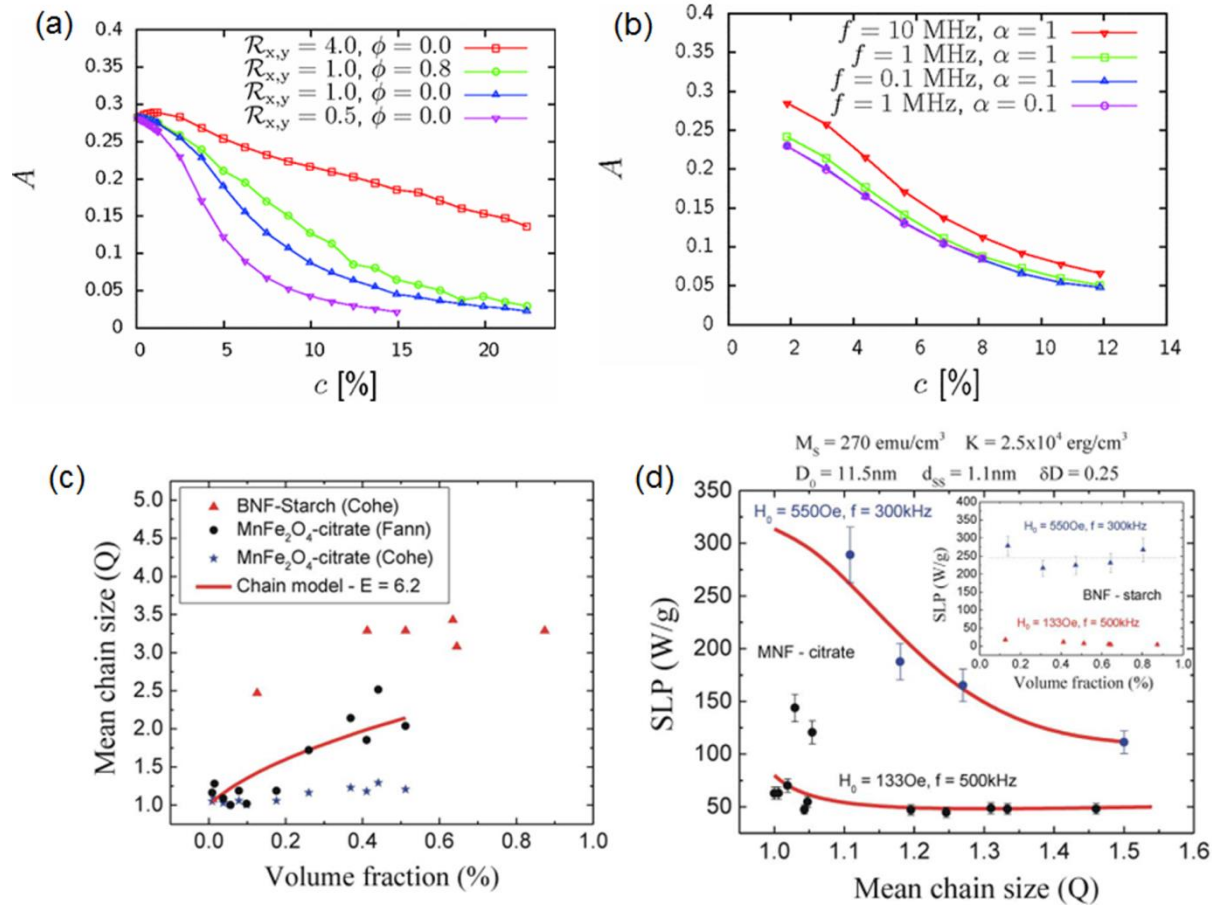 (a)
0.4
0.35
0.3
0.25
0.2
0.15
0.1
0.05
0
A
ℛx,y = 4.0, ϕ = 0.0
ℛx,y = 1.0, ϕ = 0.8
ℛx,y = 1.0, ϕ = 0.0
ℛx,y = 0.5, ϕ = 0.0
0 5 10 15 20
c [%]
(b)
0.4
0.35
0.3
0.25
0.2
0.15
0.1
0.05
0
A
f = 10 MHz, α = 1
f = 1 MHz, α = 1
f = 0.1 MHz, α = 1
f = 1 MHz, α = 0.1
0 2 4 6 8 10 12 14
c [%]
(c)
5.0
4.5
4.0
3.5
3.0
2.5
2.0
1.5
1.0
Mean chain size (Q)
BNF-Starch (Cohe)
MnFe₂O₄-citrate (Fann)
MnFe₂O₄-citrate (Cohe)
Chain model - E = 6.2
0.0 0.2 0.4 0.6 0.8 1.0
Volume fraction (%)
(d)
MS = 270 emu/cm³ K = 2.5x10⁴ erg/cm³
D₀ = 11.5nm dSS = 1.1nm δD = 0.25
350
300
250
200
150
100
50
0
SLP (W/g)
H₀ = 550Oe, f = 300kHz
MNF - citrate
H₀ = 133Oe, f = 500kHz
400
350
300
250
200
150
100
50
0
SLP (W/g)
H₀ = 550Oe, f = 300kHz
BNF - starch
H₀ = 133Oe, f = 500kHz
0.0 0.2 0.4 0.6 0.8 1.0
Volume fraction (%)
1.0 1.1 1.2 1.3 1.4 1.5 1.6
Mean chain size (Q)